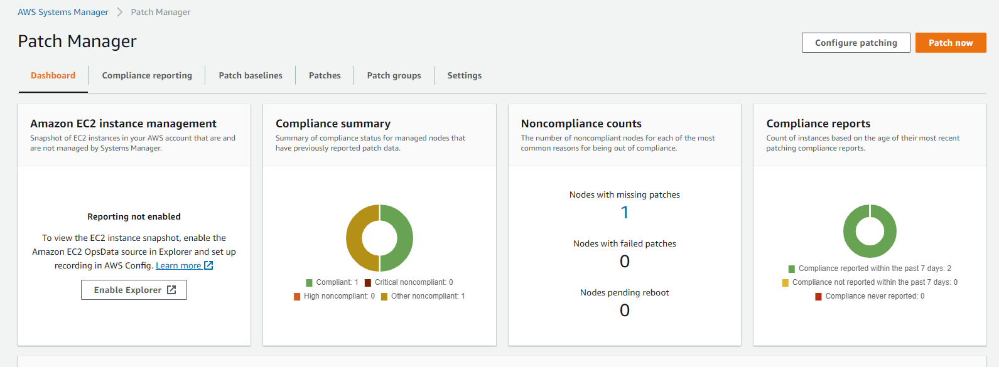 AWS Systems Manager > Patch Manager
Patch Manager
Configure patching
Patch now
Dashboard
Compliance reporting
Patch baselines
Patches
Patch groups
Settings
Amazon EC2 instance management
Snapshot of EC2 instances in your AWS account that are and
are not managed by Systems Manager.
Reporting not enabled
To view the EC2 instance snapshot, enable the
Amazon EC2 OpsData source in Explorer and set up
recording in AWS Config. Learn more
Enable Explorer
Compliance summary
Summary of compliance status for managed nodes that
have previously reported patch data.
Compliant: 1 Critical noncompliant: 0
High noncompliant: 0 Other noncompliant: 1
Noncompliance counts
The number of noncompliant nodes for each of the most
common reasons for being out of compliance.
Nodes with missing patches
1
Nodes with failed patches
0
Nodes pending reboot
0
Compliance reports
Count of instances based on the age of their most recent
patching compliance reports.
Compliance reported within the past 7 days: 2
Compliance not reported within the past 7 days: 0
Compliance never reported: 0